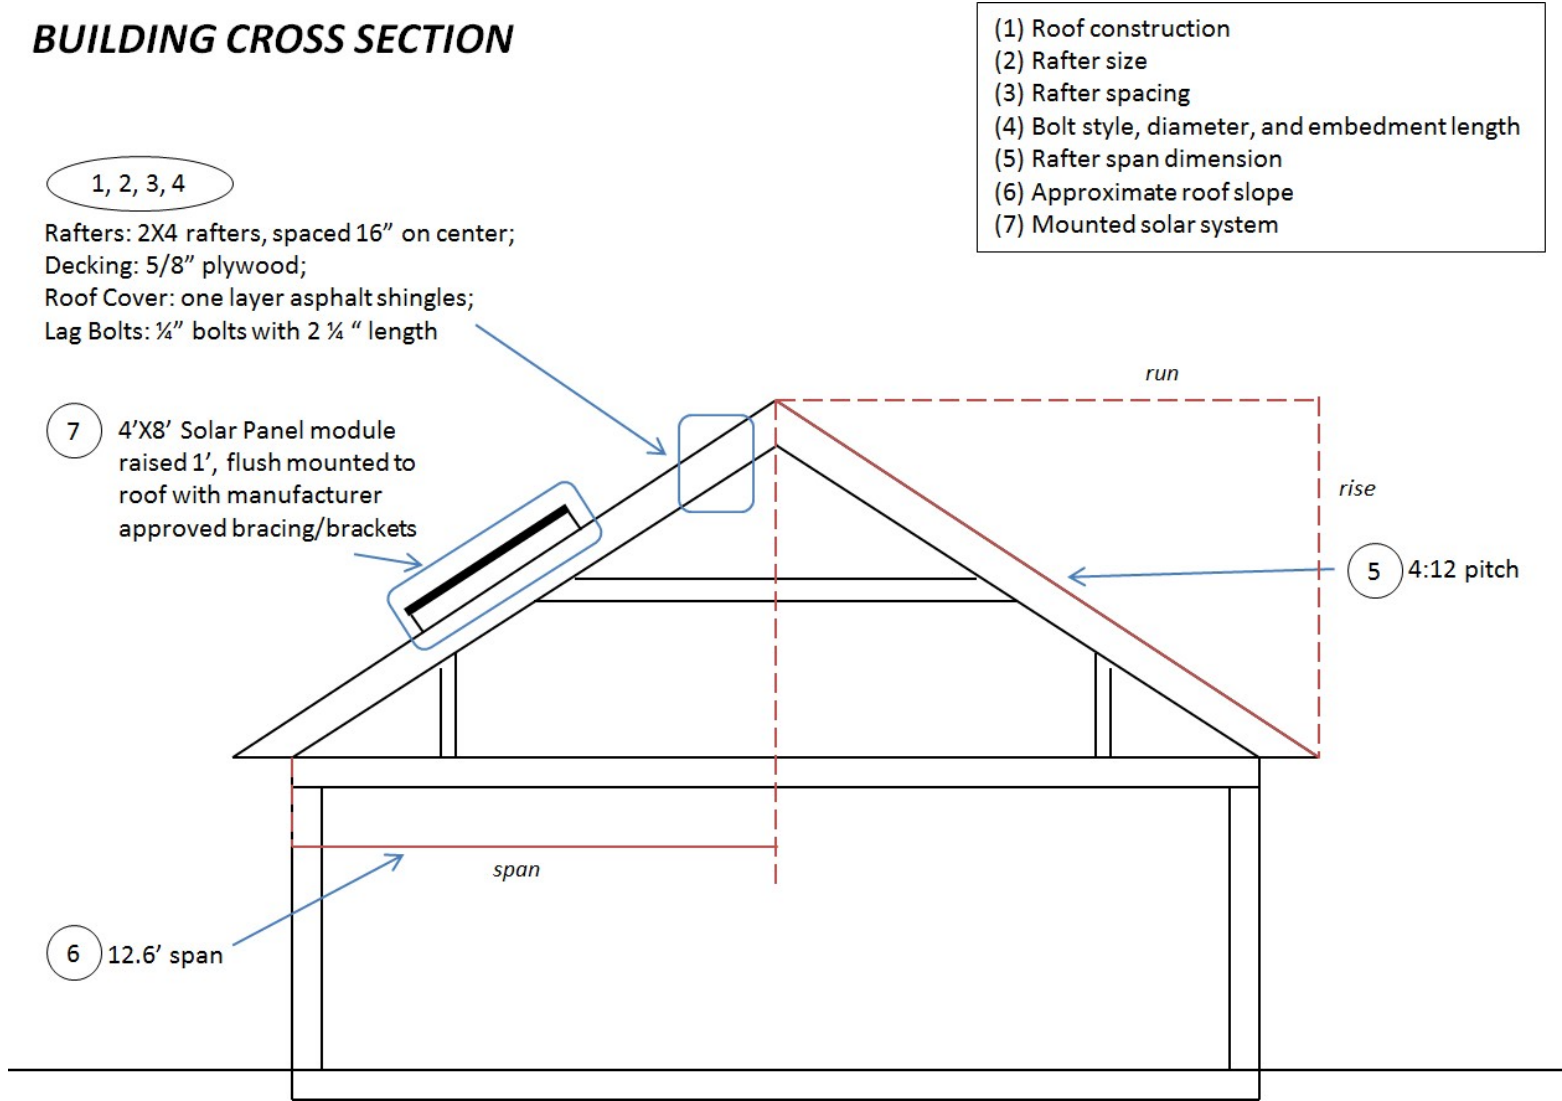 BUILDING CROSS SECTION
(1) Roof construction
(2) Rafter size
(3) Rafter spacing
(4) Bolt style, diameter, and embedment length
(5) Rafter span dimension
(6) Approximate roof slope
(7) Mounted solar system
1, 2, 3, 4
Rafters: 2X4 rafters, spaced 16” on center;
Decking: 5/8” plywood;
Roof Cover: one layer asphalt shingles;
Lag Bolts: ¼” bolts with 2 ¼ “ length
run
7
4’X8’ Solar Panel module
raised 1’, flush mounted to
roof with manufacturer
approved bracing/brackets
rise
5
4:12 pitch
span
6
12.6’ span